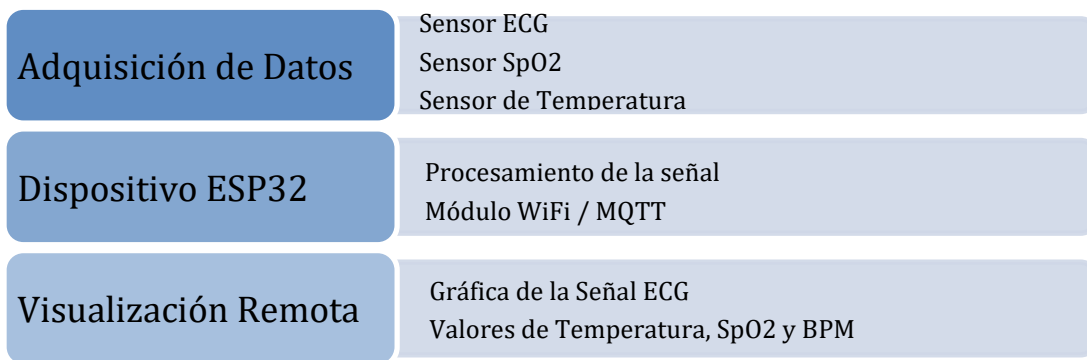 Adquisición de Datos
Sensor ECG
Sensor SpO2
Sensor de Temperatura
Dispositivo ESP32
Procesamiento de la señal
Módulo WiFi / MQTT
Visualización Remota
Gráfica de la Señal ECG
Valores de Temperatura, SpO2 y BPM